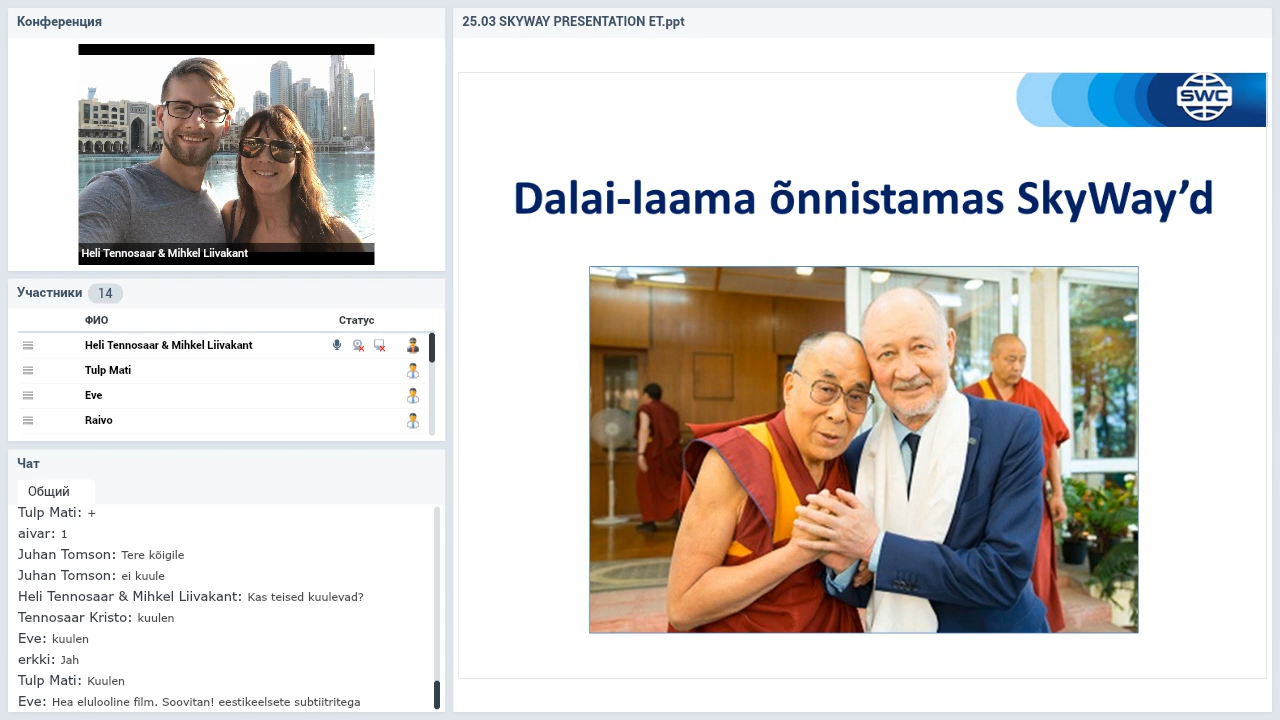 Конференция
Heli Tennosaar & Mihkel Liivakant
Участники 14
ФИО Статус
Heli Tennosaar & Mihkel Liivakant
Tulp Mati
Eve
Raivo
Чат
Общий
Tulp Mati: +
aivar: 1
Juhan Tomson: Tere kõigile
Juhan Tomson: ei kuule
Heli Tennosaar & Mihkel Liivakant: Kas teised kuulevad?
Tennosaar Kristo: kuulen
Eve: kuulen
erkki: Jah
Tulp Mati: Kuulen
Eve: Hea elulooline film. Soovitan! eestikeelsete subtiitritega
25.03 SKYWAY PRESENTATION ET.ppt
SWC
Dalai-laama õnnistamas SkyWay’d